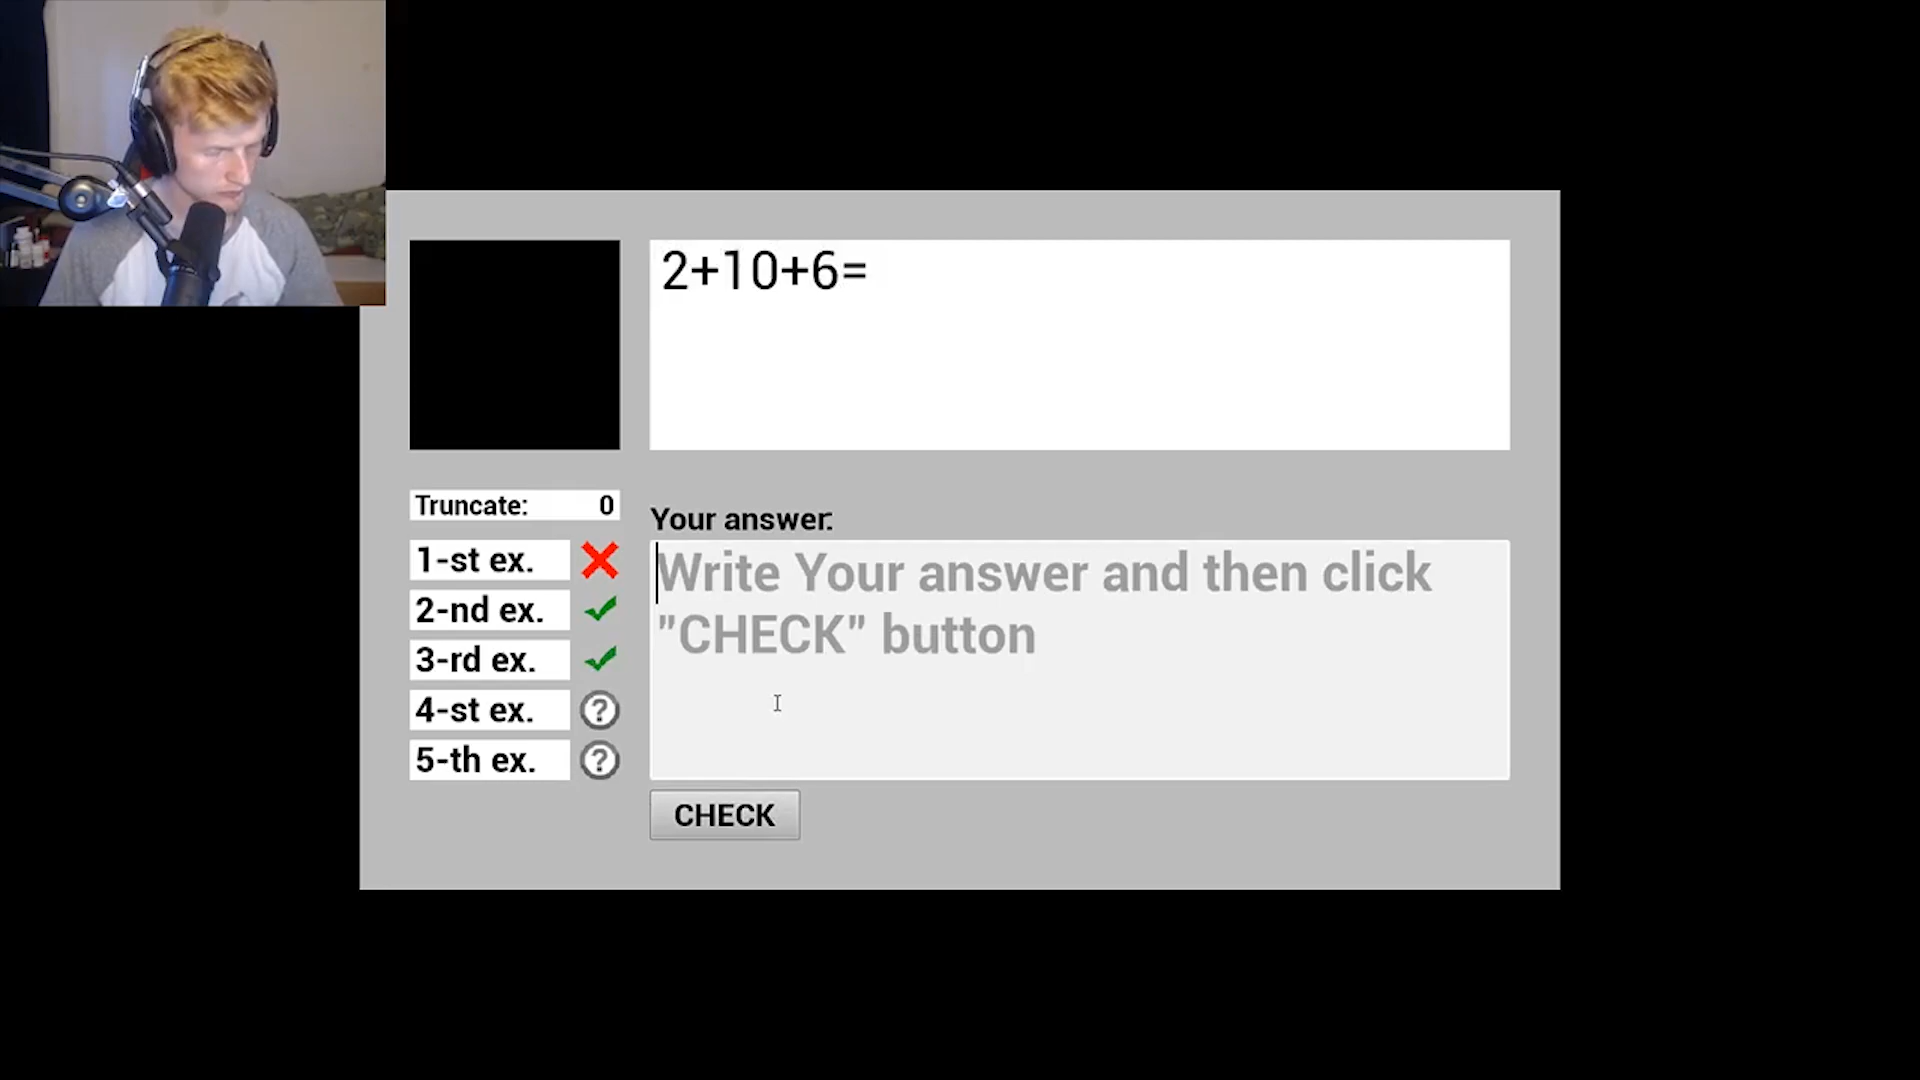 2+10+6=
Truncate: 0
1-st ex.
2-nd ex.
3-rd ex.
4-st ex.
5-th ex.
Your answer:
Write Your answer and then click
"CHECK" button
CHECK